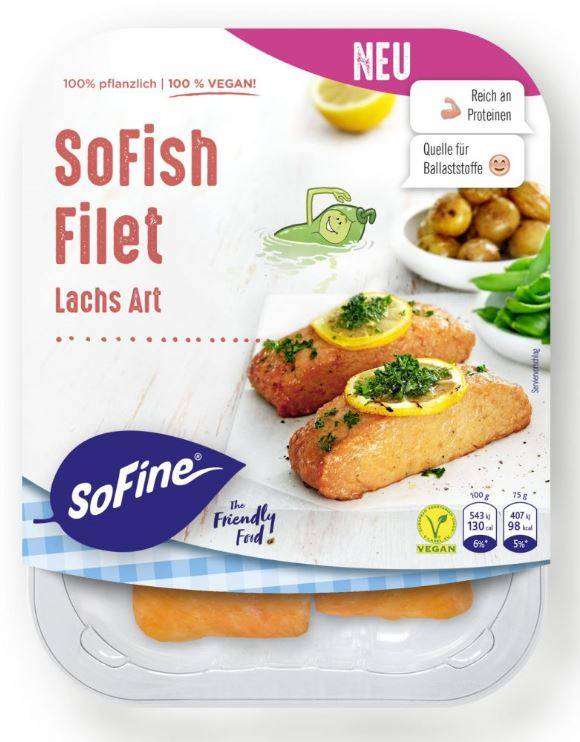 NEU
100% pflanzlich | 100 % VEGAN!
Reich an
Proteinen
Quelle für
Ballaststoffe
SoFish
Filet
Lachs Art
Serviervorschlag
SoFine®
The
Friendly
Food!
VEGAN
100 g
543 kJ
130 cal
6%*
75 g
407 kJ
98 kcal
5%*